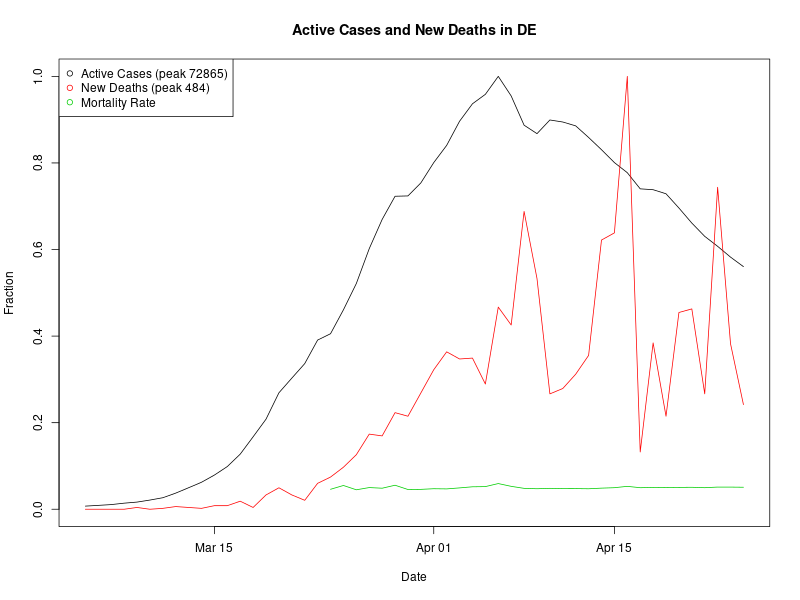 Active Cases and New Deaths in DE
Active Cases (peak 72865)
New Deaths (peak 484)
Mortality Rate
1.0
0.8
0.6
0.4
0.2
0.0
Fraction
Mar 15
Apr 01
Apr 15
Date